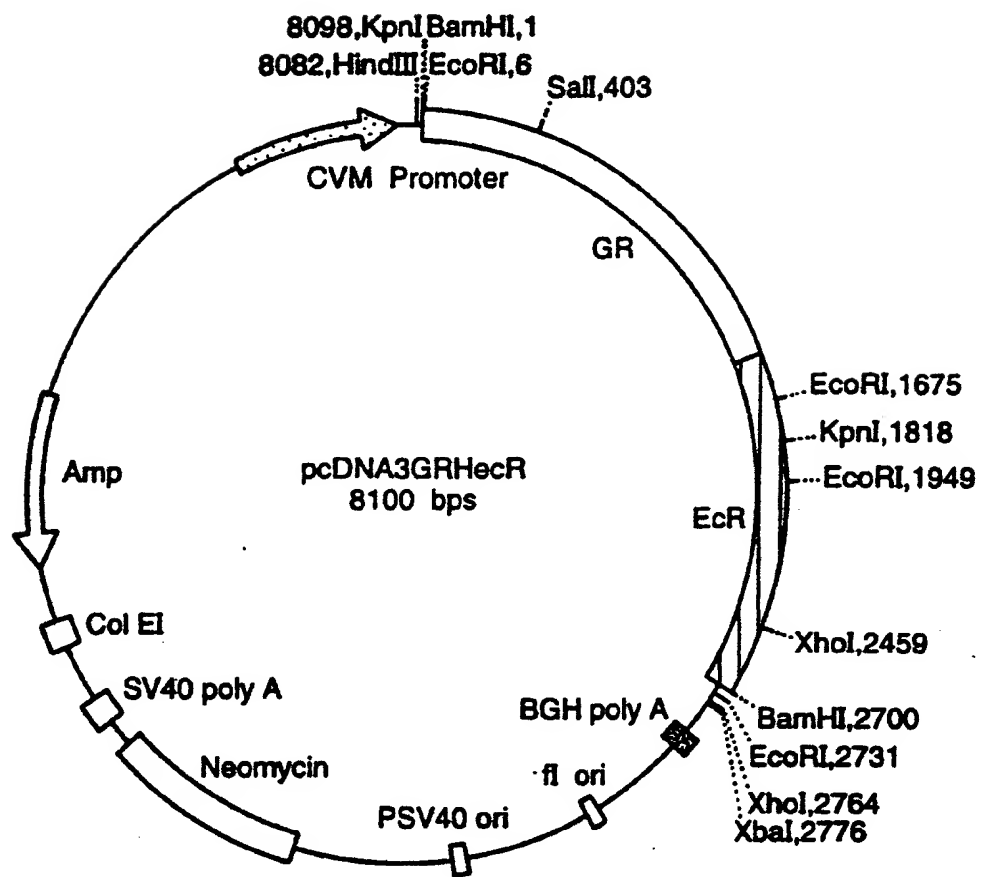 8098,KpnI BamHI,1
8082,HindIII EcoRI,6
SalI,403
CVM Promoter
GR
EcoRI,1675
KpnI,1818
EcoRI,1949
Amp
pcDNA3GRHecR
8100 bps
EcR
Col EI
XhoI,2459
SV40 poly A
BGH poly A
BamHI,2700
EcoRI,2731
Neomycin
fI ori
XhoI,2764
PSV40 ori
XbaI,2776